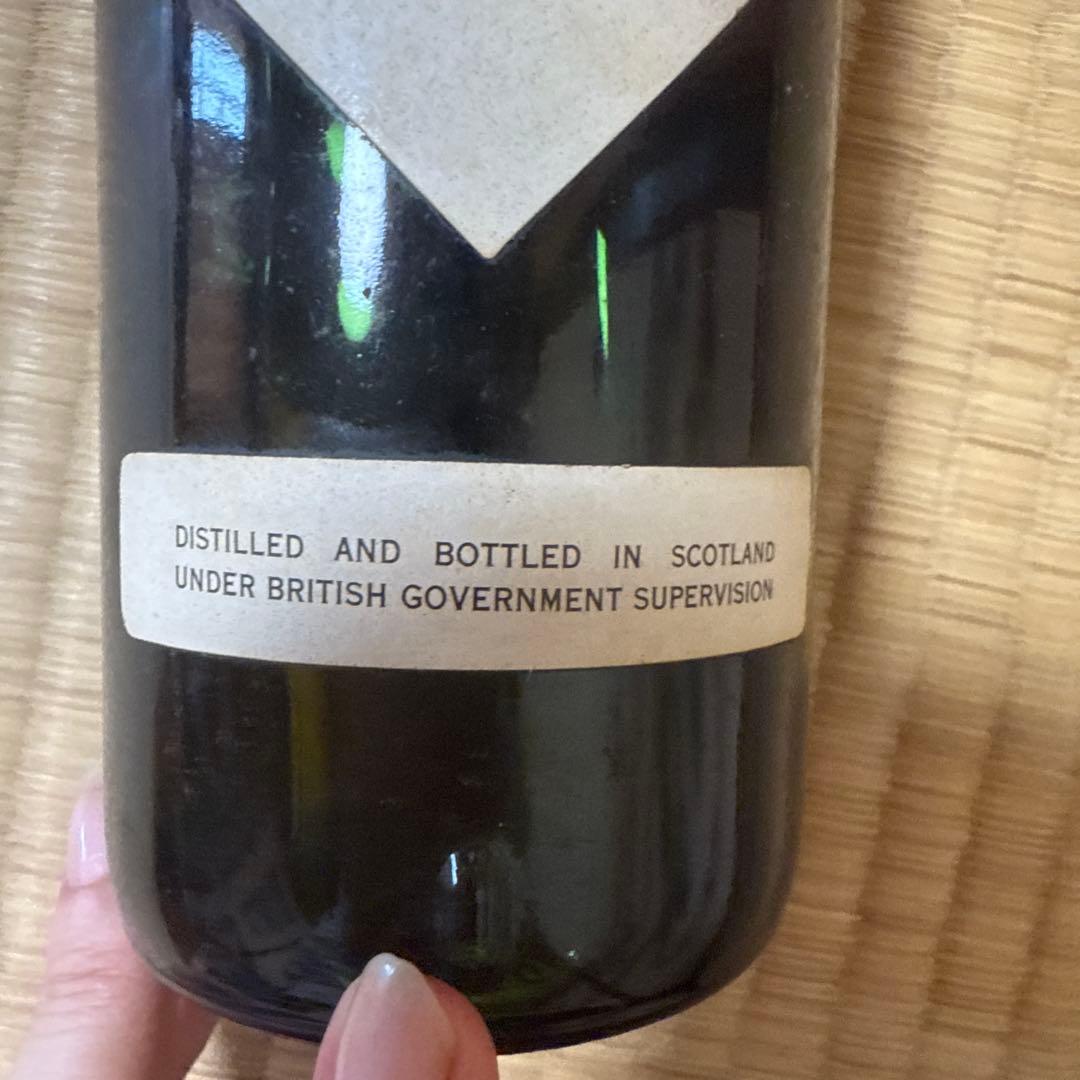 DISTILLED AND BOTTLED IN SCOTLAND
UNDER BRITISH GOVERNMENT SUPERVISION